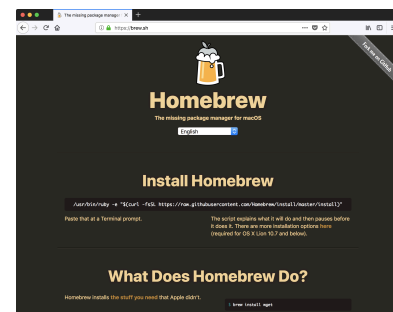 The missing package manager
https://brew.sh
Fork me on GitHub
Homebrew
The missing package manager for macOS
English
Install Homebrew
/usr/bin/ruby -e "$(curl -fsSL https://raw.githubusercontent.com/Homebrew/install/master/install)"
Paste that at a Terminal prompt.
The script explains what it will do and then pauses before
it does it. There are more installation options here
(required for OS X Lion 10.7 and below).
What Does Homebrew Do?
Homebrew installs the stuff you need that Apple didn't.
$ brew install wget